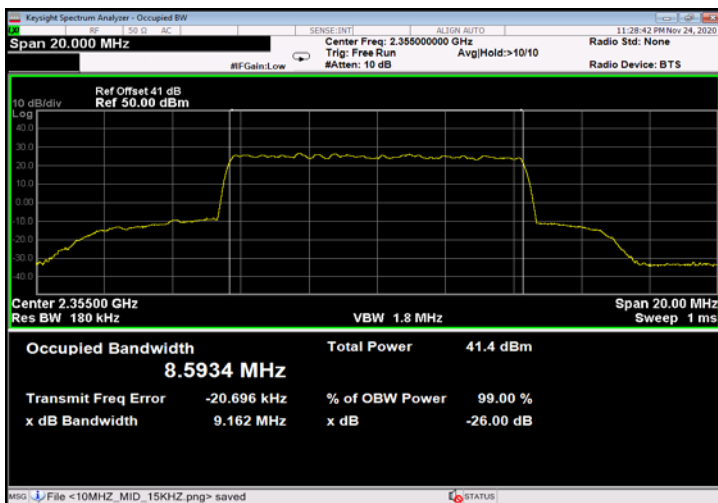 Keysight Spectrum Analyzer - Occupied BW
RF 50 Ω AC SENSE:INT ALIGN AUTO 11:28:42 PM Nov 24, 2020
Span 20.000 MHz Center Freq: 2.355000000 GHz Radio Std: None
Trig: Free Run Avg|Hold:>10/10
#IFGain:Low #Atten: 10 dB Radio Device: BTS
Ref Offset 41 dB
10 dB/div Ref 50.00 dBm
Log
40.0
30.0
20.0
10.0
0.00
-10.0
-20.0
-30.0
-40.0
Center 2.35500 GHz Span 20.00 MHz
Res BW 180 kHz VBW 1.8 MHz Sweep 1 ms
Occupied Bandwidth Total Power 41.4 dBm
8.5934 MHz
Transmit Freq Error -20.696 kHz % of OBW Power 99.00 %
x dB Bandwidth 9.162 MHz x dB -26.00 dB
MSG File <10MHZ_MID_15KHZ.png> saved STATUS